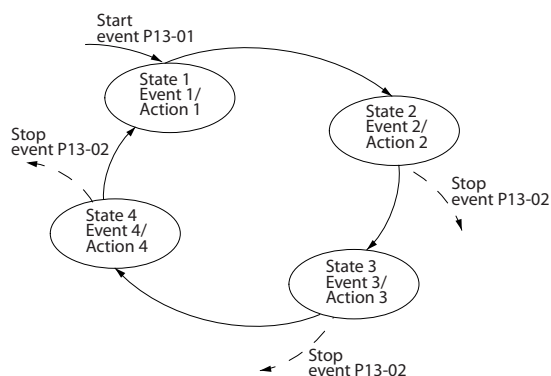 Start
event P13-01
State 1
Event 1/
Action 1
State 2
Event 2/
Action 2
Stop
event P13-02
State 3
Event 3/
Action 3
Stop
event P13-02
State 4
Event 4/
Action 4
Stop
event P13-02